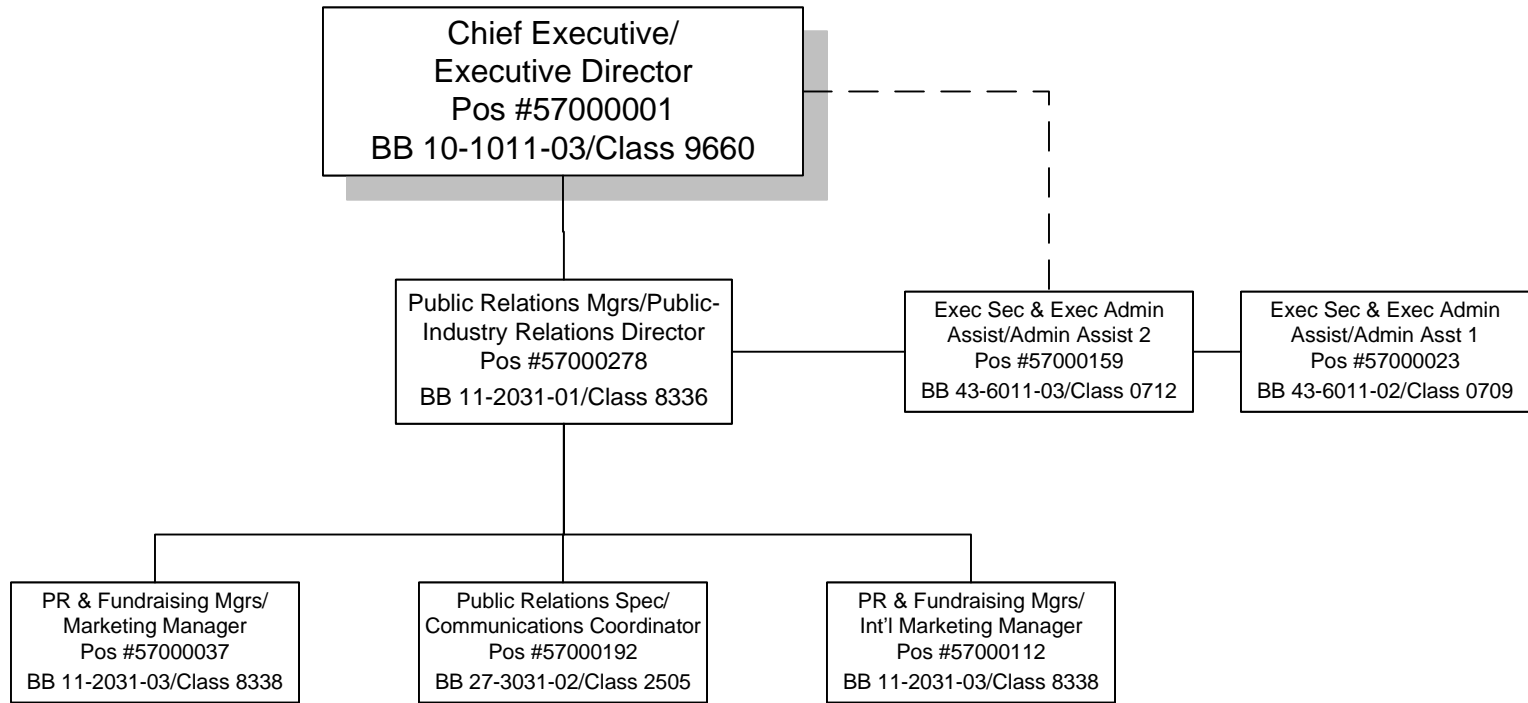 Chief Executive/
Executive Director
Pos #57000001
BB 10-1011-03/Class 9660
Public Relations Mgrs/Public-
Industry Relations Director
Pos #57000278
BB 11-2031-01/Class 8336
Exec Sec & Exec Admin
Assist/Admin Assist 2
Pos #57000159
BB 43-6011-03/Class 0712
Exec Sec & Exec Admin
Assist/Admin Asst 1
Pos #57000023
BB 43-6011-02/Class 0709
PR & Fundraising Mgrs/
Marketing Manager
Pos #57000037
BB 11-2031-03/Class 8338
Public Relations Spec/
Communications Coordinator
Pos #57000192
BB 27-3031-02/Class 2505
PR & Fundraising Mgrs/
Int’l Marketing Manager
Pos #57000112
BB 11-2031-03/Class 8338